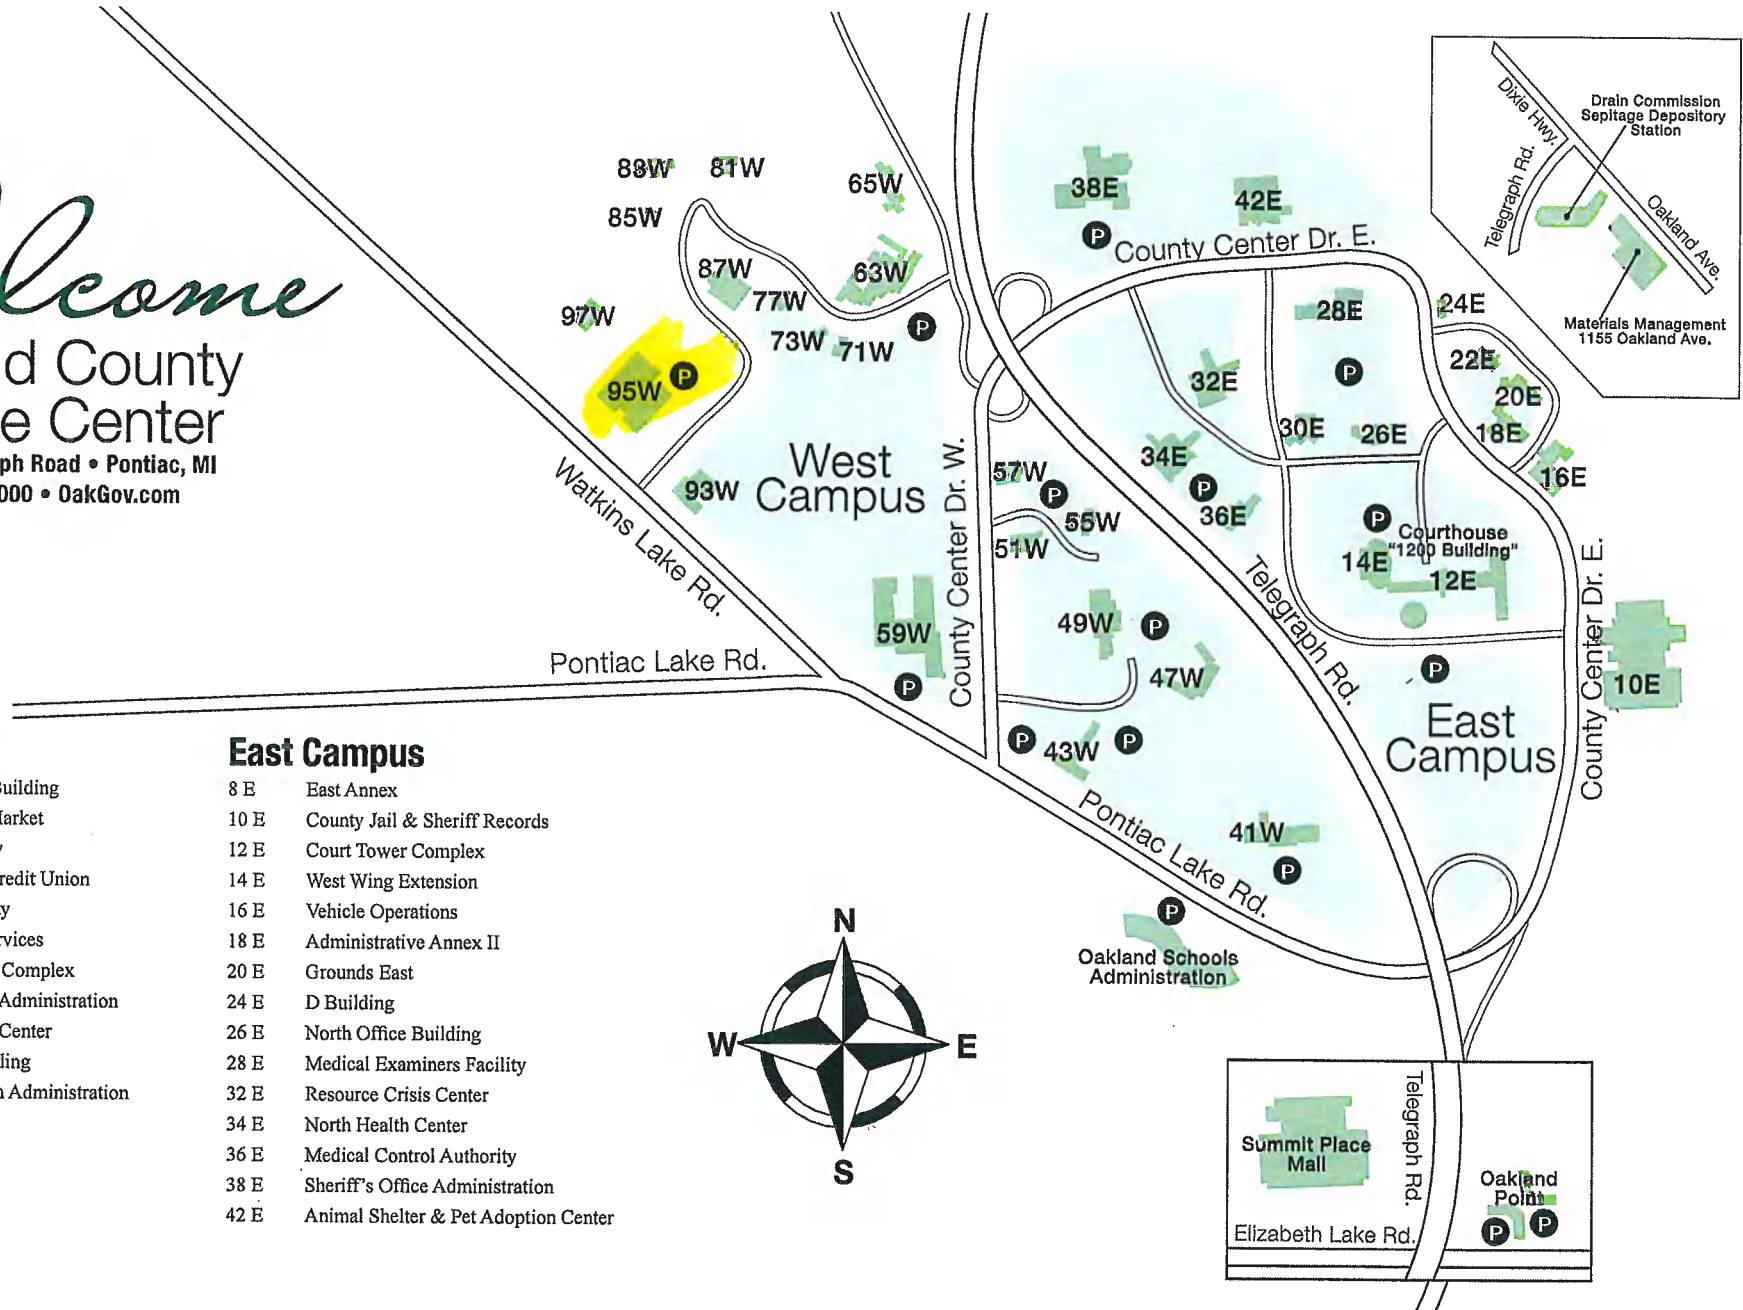 lcome
d County
e Center
ph Road • Pontiac, MI
000 • OakGov.com
88W
81W
65W
85W
87W
63W
77W
97W
73W
71W
P
95W
P
93W
West
Campus
Watkins Lake Rd.
Pontiac Lake Rd.
County Center Dr. W.
57W
P
55W
51W
59W
P
49W
P
47W
P
43W
P
Pontiac Lake Rd.
41W
P
P
Oakland Schools
Administration
38E
P
42E
County Center Dr. E.
28E
24E
P
22E
32E
20E
30E
26E
18E
34E
P
36E
16E
P
Courthouse
"1200 Building"
14E
12E
Telegraph Rd.
P
County Center Dr. E.
10E
East
Campus
Dixie Hwy.
Telegraph Rd.
Drain Commission
Sepitage Depository
Station
Oakland Ave.
Materials Management
1155 Oakland Ave.
uilding
arket
y
redit Union
y
rvices
Complex
Administration
Center
ding
n Administration
East Campus
8 E East Annex
10 E County Jail & Sheriff Records
12 E Court Tower Complex
14 E West Wing Extension
16 E Vehicle Operations
18 E Administrative Annex II
20 E Grounds East
24 E D Building
26 E North Office Building
28 E Medical Examiners Facility
32 E Resource Crisis Center
34 E North Health Center
36 E Medical Control Authority
38 E Sheriff's Office Administration
42 E Animal Shelter & Pet Adoption Center
N
W
E
S
Summit Place
Mall
Telegraph Rd.
Elizabeth Lake Rd.
Oakland
Point
P
P